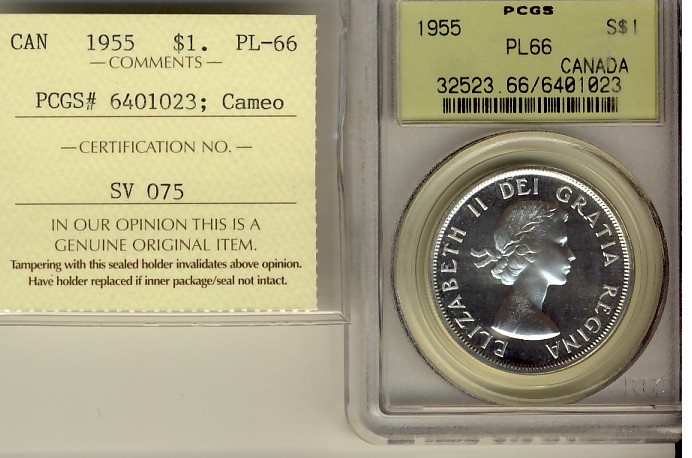 CAN 1955 $1. PL-66
— COMMENTS —
PCGS# 6401023; Cameo
— CERTIFICATION NO. —
SV 075
IN OUR OPINION THIS IS A
GENUINE ORIGINAL ITEM.
Tampering with this sealed holder invalidates above opinion.
Have holder replaced if inner package/seal not intact.
PCGS
1955 S$1
PL66
CANADA
32523.66/6401023
ELIZABETH II DEI GRATIA REGINA